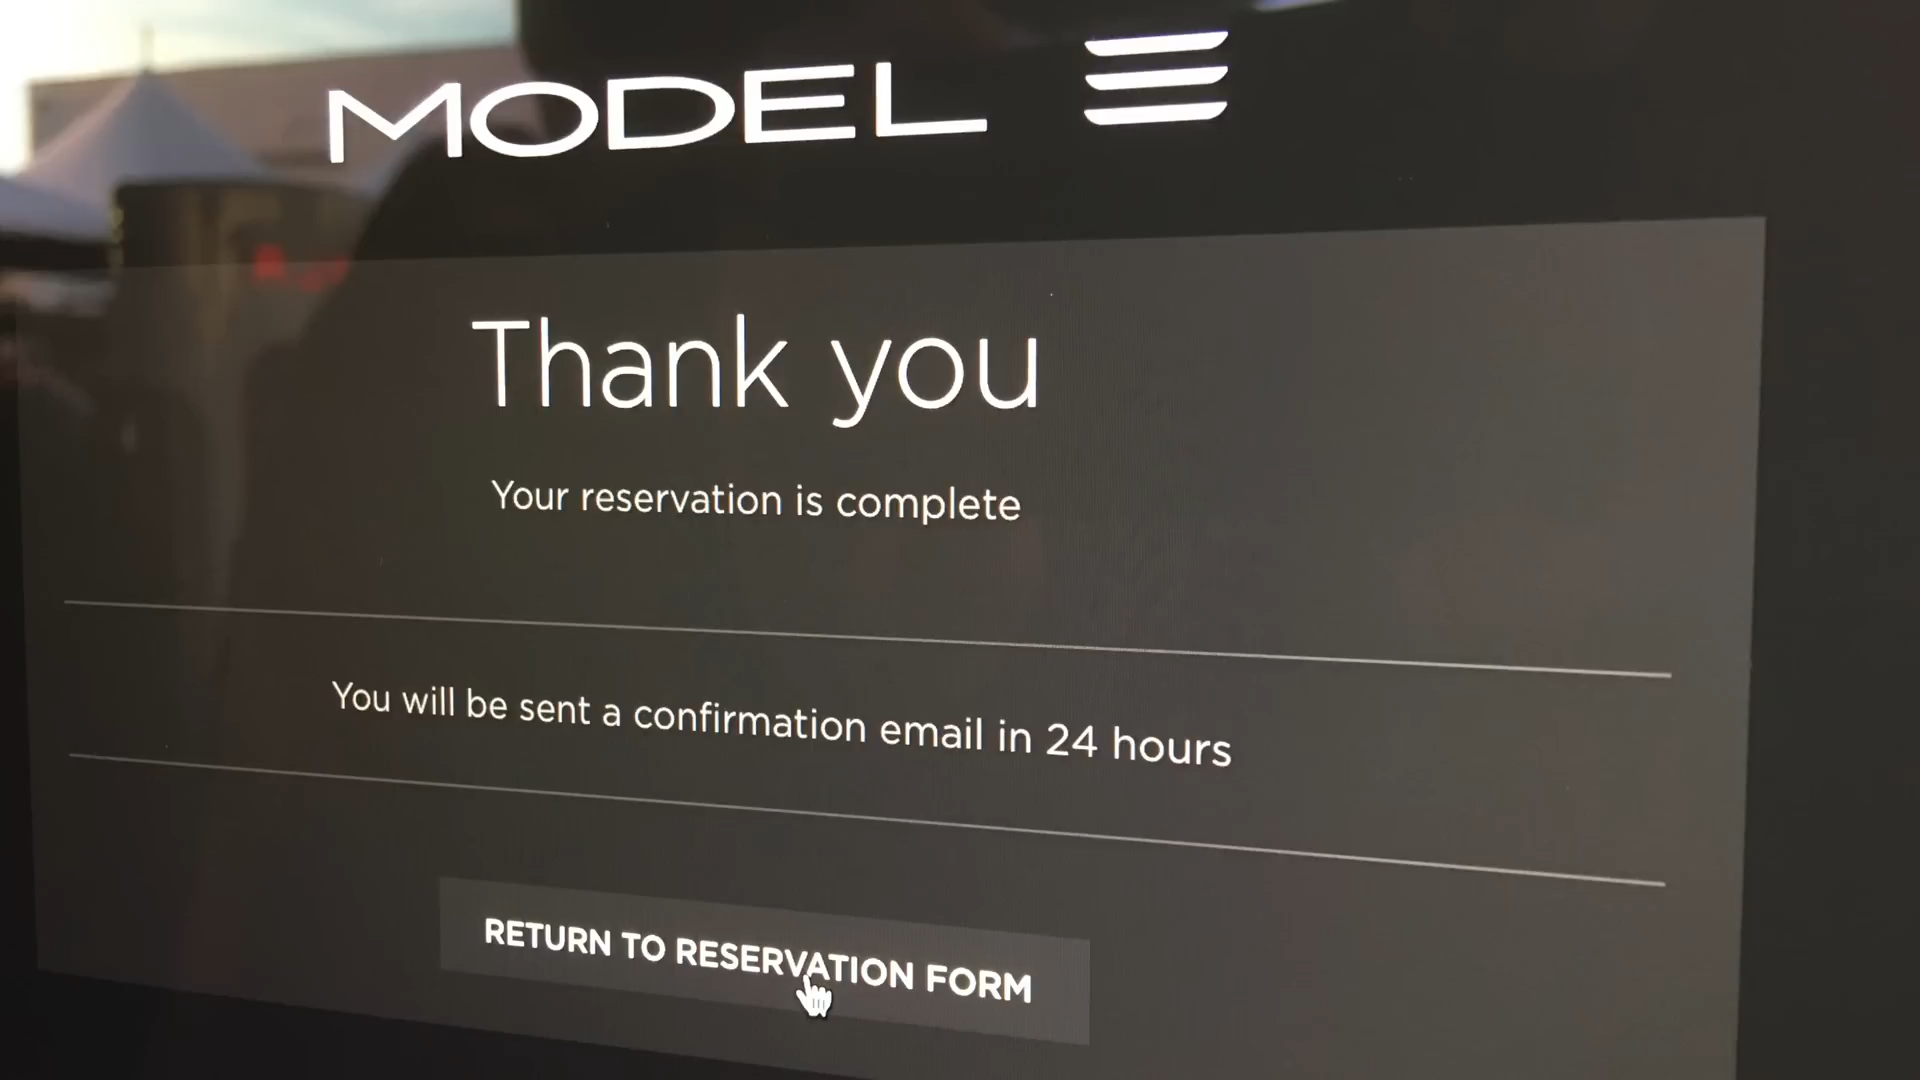 MODEL ☰
Thank you
Your reservation is complete
You will be sent a confirmation email in 24 hours
RETURN TO RESERVATION FORM